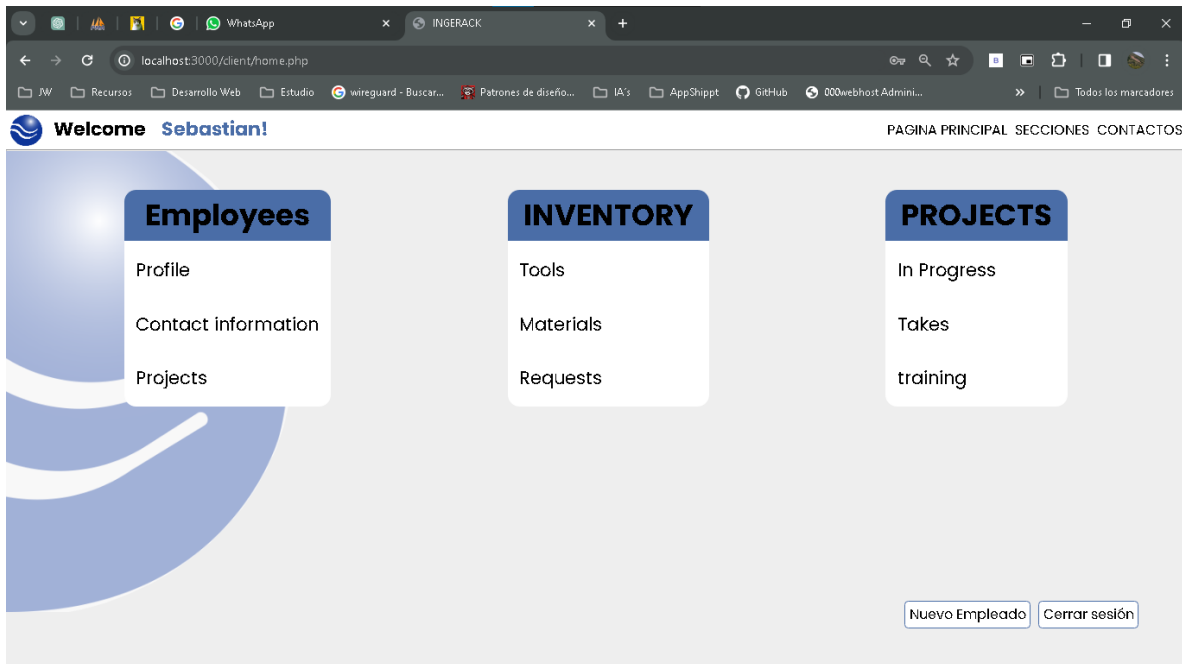 WhatsApp INGERACK
localhost:3000/client/home.php
JW Recursos Desarrollo Web Estudio wireguard - Buscar... Patrones de diseño... IA's AppShippt GitHub 000webhost Admini... » Todos los marcadores
Welcome Sebastian! PAGINA PRINCIPAL SECCIONES CONTACTOS
Employees
Profile
Contact information
Projects
INVENTORY
Tools
Materials
Requests
PROJECTS
In Progress
Takes
training
Nuevo Empleado Cerrar sesión